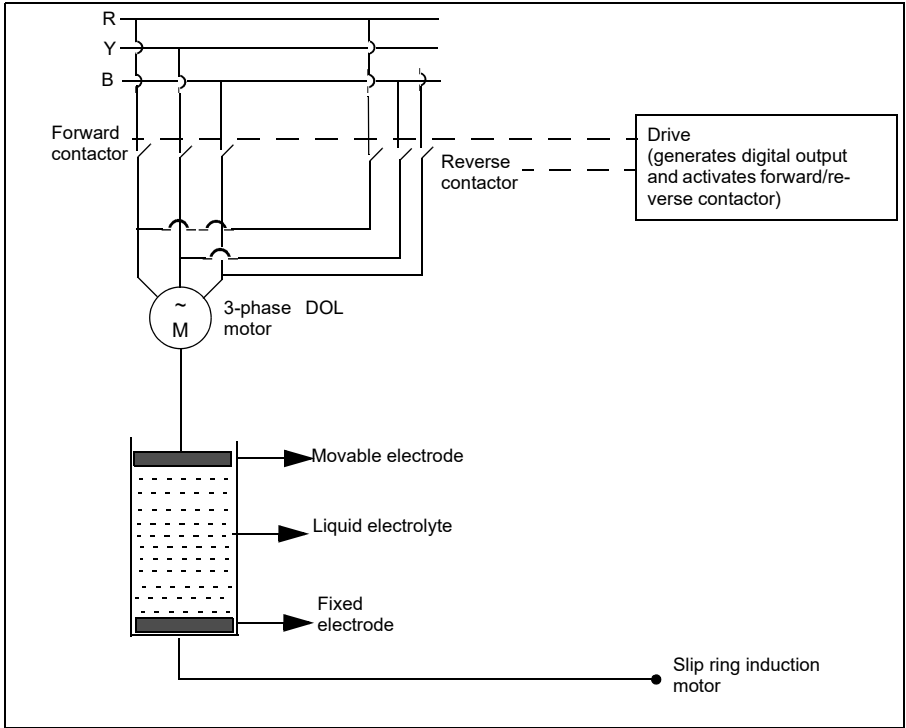 R
Y
B
Forward
contactor
Reverse
contactor
Drive
(generates digital output
and activates forward/re-
verse contactor)
~
M
3-phase DOL
motor
Movable electrode
Liquid electrolyte
Fixed
electrode
Slip ring induction
motor